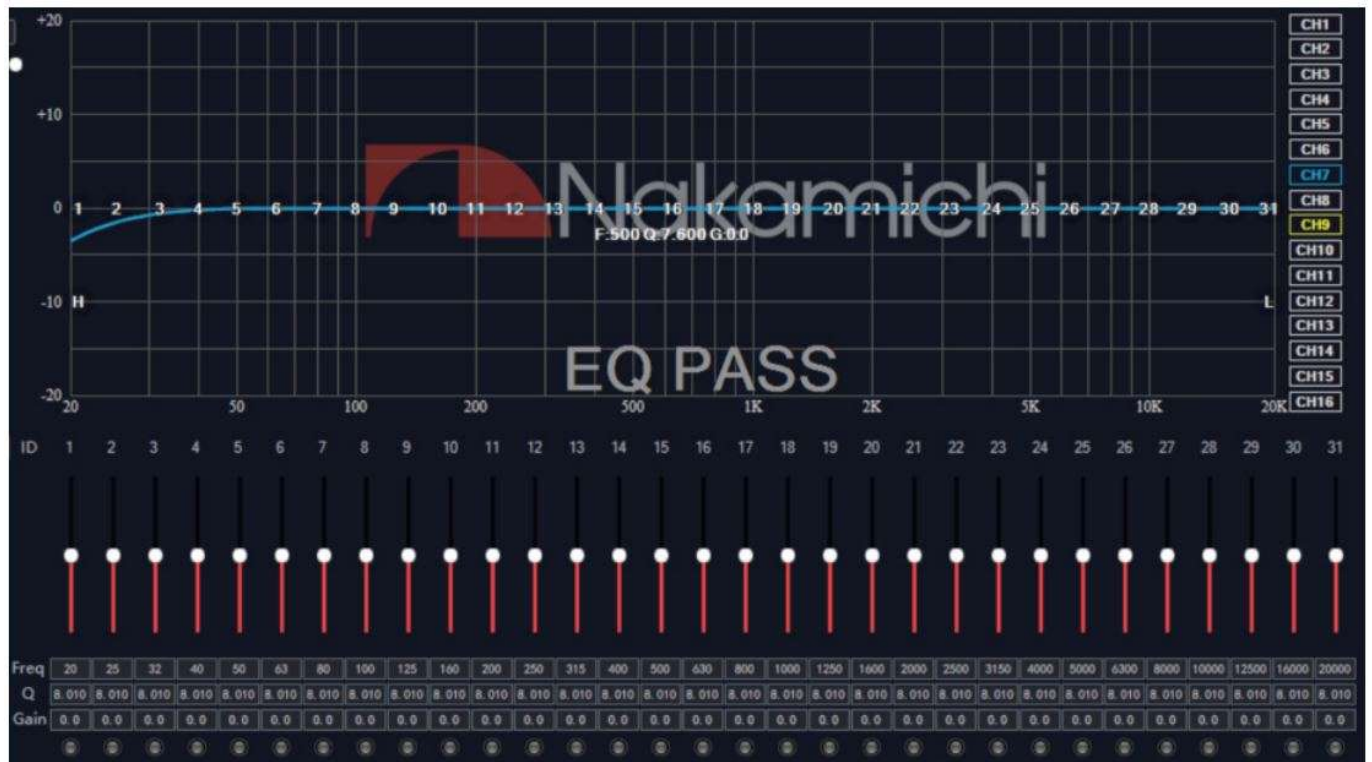 +20
CH1
CH2
CH3
CH4
+10
CH5
CH6
Nakamichi
CH7
0 1 2 3 4 5 6 7 8 9 10 11 12 13 14 15 16 17 18 19 20 21 22 23 24 25 26 27 28 29 30 31
CH8
F:500 Q:7.600 G:0.0
CH9
CH10
CH11
-10 H L
CH12
CH13
EQ PASS
CH14
CH15
-20
CH16
20 50 100 200 500 1K 2K 5K 10K 20K
ID 1 2 3 4 5 6 7 8 9 10 11 12 13 14 15 16 17 18 19 20 21 22 23 24 25 26 27 28 29 30 31
Freq 20 25 32 40 50 63 80 100 125 160 200 250 315 400 500 630 800 1000 1250 1600 2000 2500 3150 4000 5000 6300 8000 10000 12500 16000 20000
Q 8.010 8.010 8.010 8.010 8.010 8.010 8.010 8.010 8.010 8.010 8.010 8.010 8.010 8.010 8.010 8.010 8.010 8.010 8.010 8.010 8.010 8.010 8.010 8.010 8.010 8.010 8.010 8.010 8.010 8.010 8.010
Gain 0.0 0.0 0.0 0.0 0.0 0.0 0.0 0.0 0.0 0.0 0.0 0.0 0.0 0.0 0.0 0.0 0.0 0.0 0.0 0.0 0.0 0.0 0.0 0.0 0.0 0.0 0.0 0.0 0.0 0.0 0.0